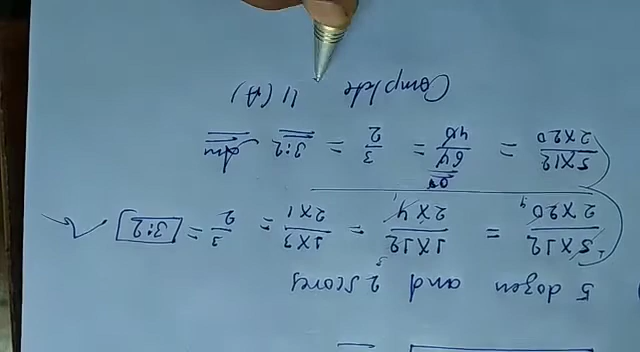 5 dozen and 2 scores
5×12 / 2×20 = 1×12 / 2×4 = 1×3 / 2×1 = 3/2 = 3:2
or
5×12 / 2×20 = 60/40 = 3/2 = 3:2 Ans
Complete 11(A)